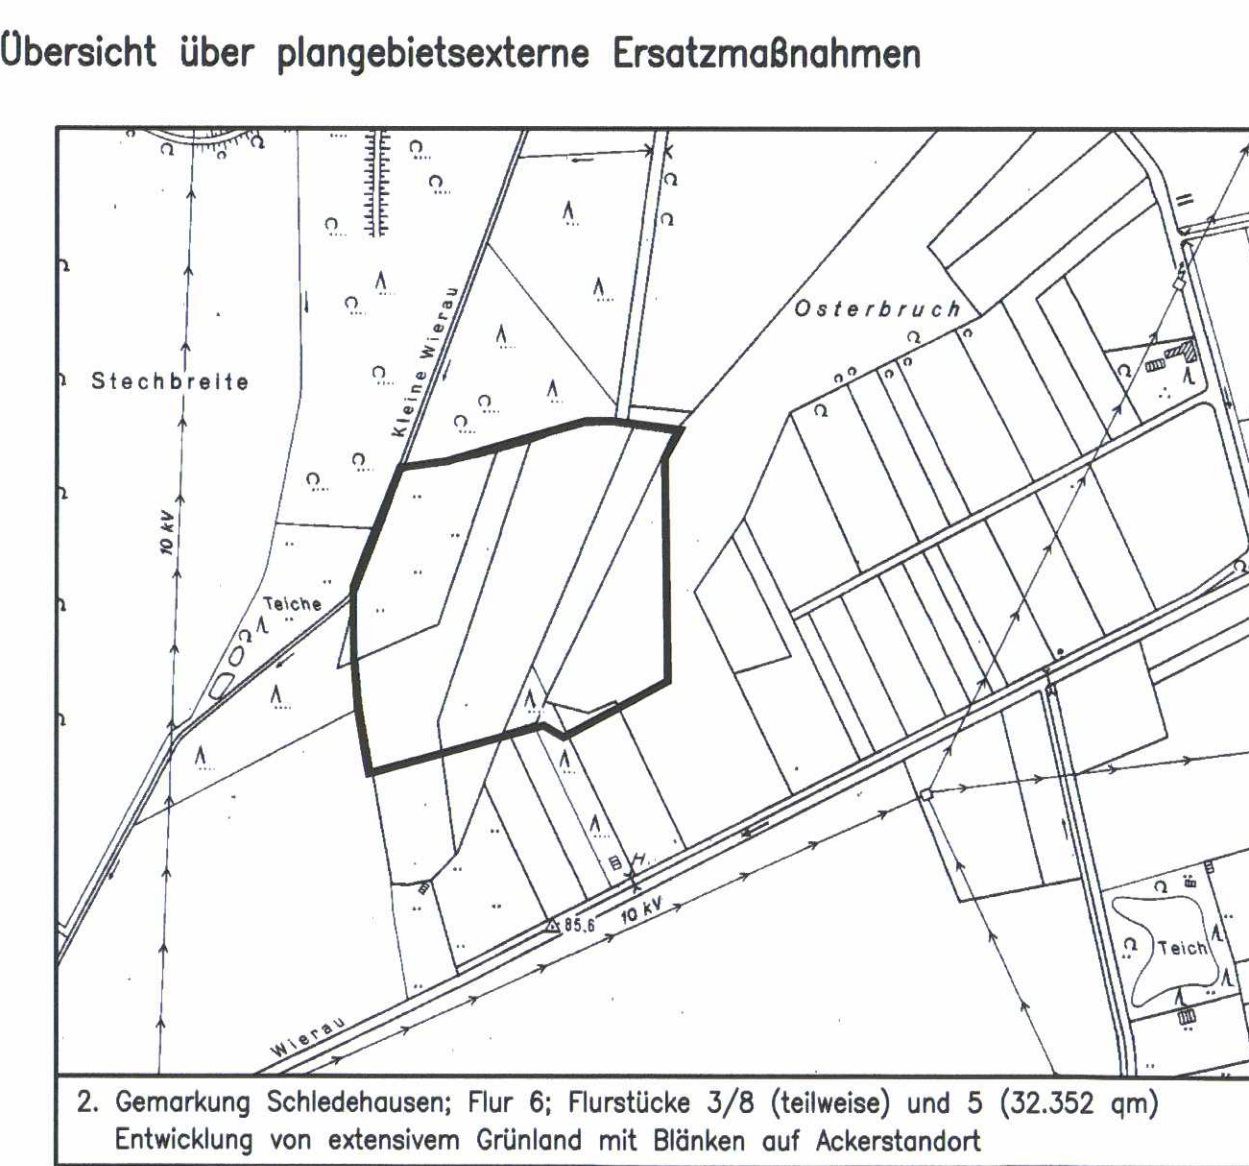 Übersicht über plangebietsexterne Ersatzmaßnahmen
Osterbruch
Kleine Wierau
Stechbreite
10 kV
Teiche
85.6
10 kV
Teich
Wierau
2. Gemarkung Schledehausen; Flur 6; Flurstücke 3/8 (teilweise) und 5 (32.352 qm)
Entwicklung von extensivem Grünland mit Blänken auf Ackerstandort